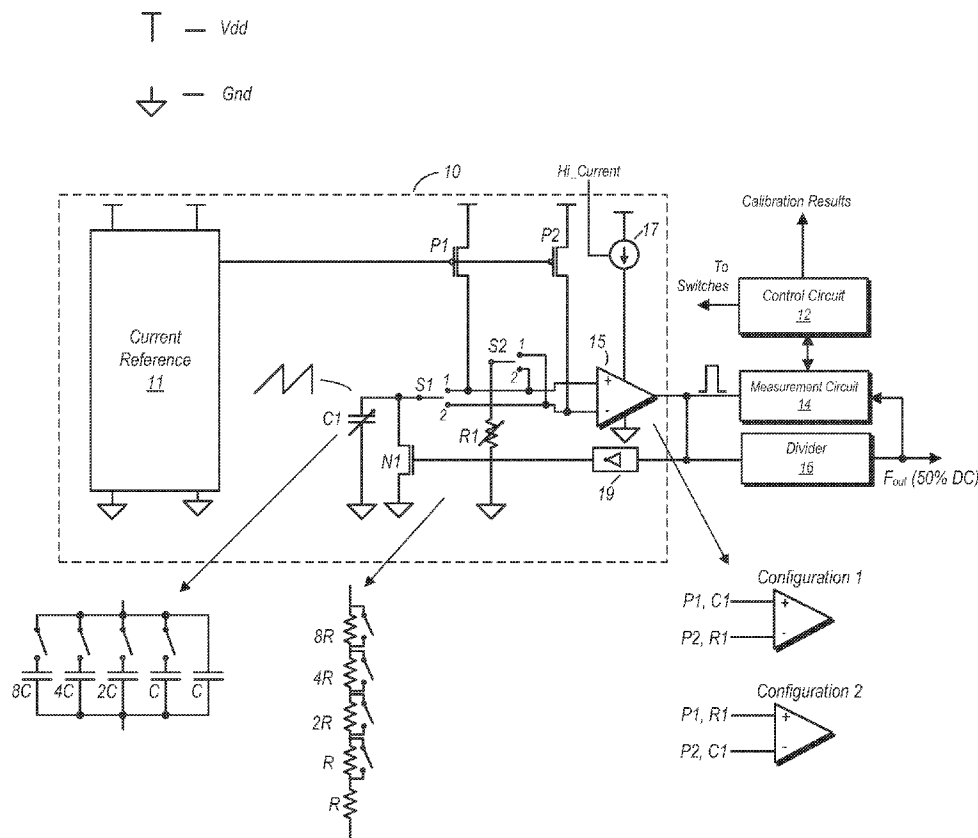 Vdd
Gnd
10
Hi_Current
17
P1
P2
Calibration Results
To
Switches
Control Circuit
12
Current
Reference
11
S2
1
2
15
+
-
S1
1
2
C1
R1
N1
19
Measurement Circuit
14
Divider
16
Fout (50% DC)
8C 4C 2C C C
8R
4R
2R
R
R
Configuration 1
P1, C1
+
P2, R1
-
Configuration 2
P1, R1
+
P2, C1
-